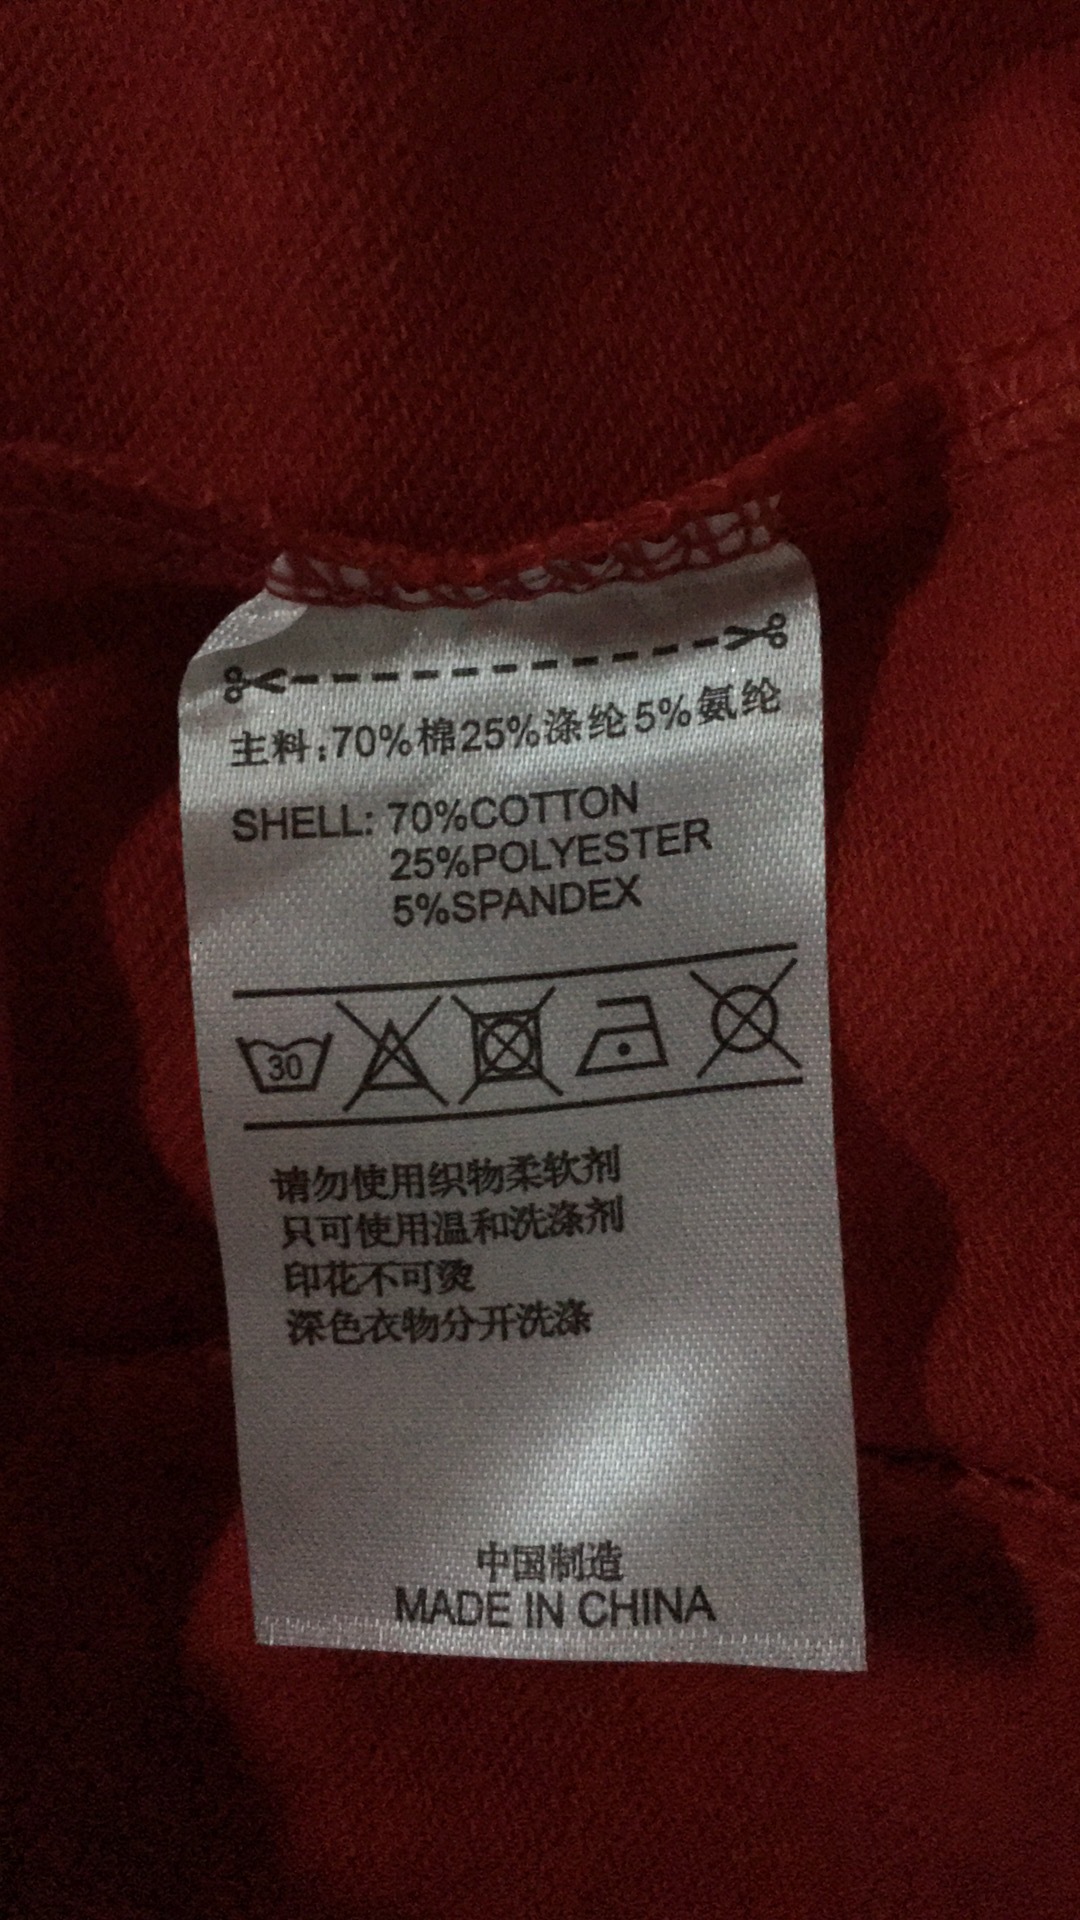 主料:70%棉25%涤纶5%氨纶
SHELL: 70%COTTON
25%POLYESTER
5%SPANDEX
30
请勿使用织物柔软剂
只可使用温和洗涤剂
印花不可烫
深色衣物分开洗涤
中国制造
MADE IN CHINA